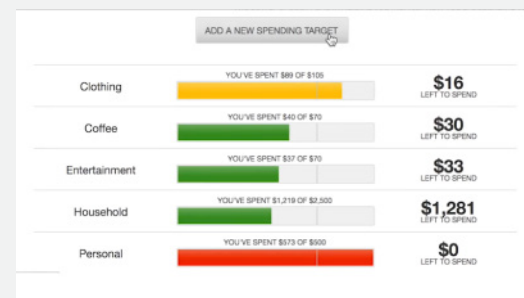 ADD A NEW SPENDING TARGET
YOU'VE SPENT $89 OF $105
Clothing
$16
LEFT TO SPEND
YOU'VE SPENT $40 OF $70
Coffee
$30
LEFT TO SPEND
YOU'VE SPENT $37 OF $70
Entertainment
$33
LEFT TO SPEND
YOU'VE SPENT $1,219 OF $2,500
Household
$1,281
LEFT TO SPEND
YOU'VE SPENT $573 OF $500
Personal
$0
LEFT TO SPEND